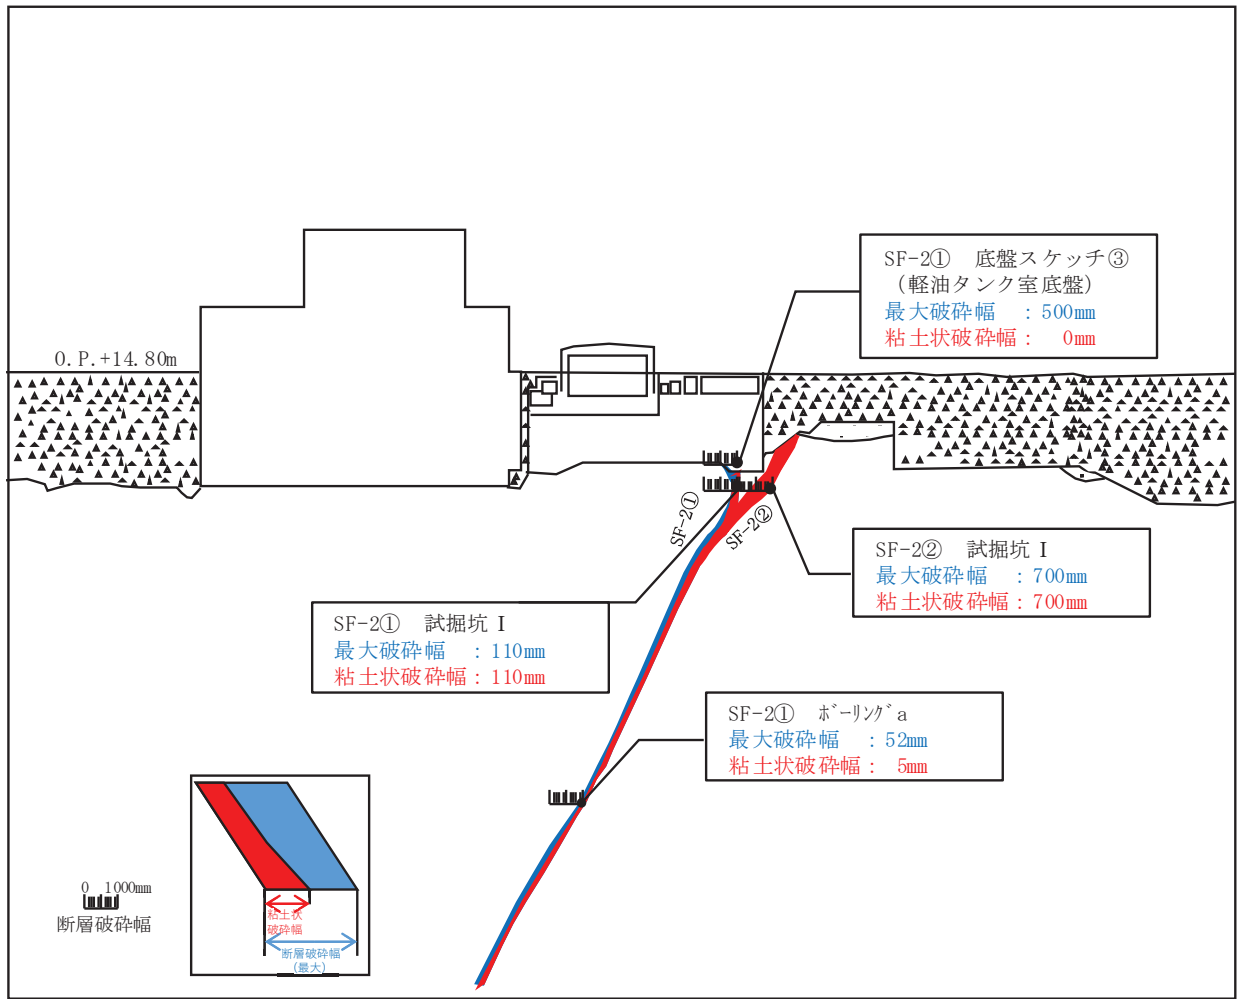 SF-2① 底盤スケッチ③
（軽油タンク室底盤）
最大破砕幅 ：500mm
粘土状破砕幅： 0mm
O.P.+14.80m
SF-2①
SF-2②
SF-2② 試掘坑Ⅰ
最大破砕幅 ：700mm
粘土状破砕幅：700mm
SF-2① 試掘坑Ⅰ
最大破砕幅 ：110mm
粘土状破砕幅：110mm
SF-2① ﾎﾞｰﾘﾝｸﾞa
最大破砕幅 ：52mm
粘土状破砕幅： 5mm
0 1000mm
断層破砕幅
粘土状
破砕幅
断層破砕幅
(最大)